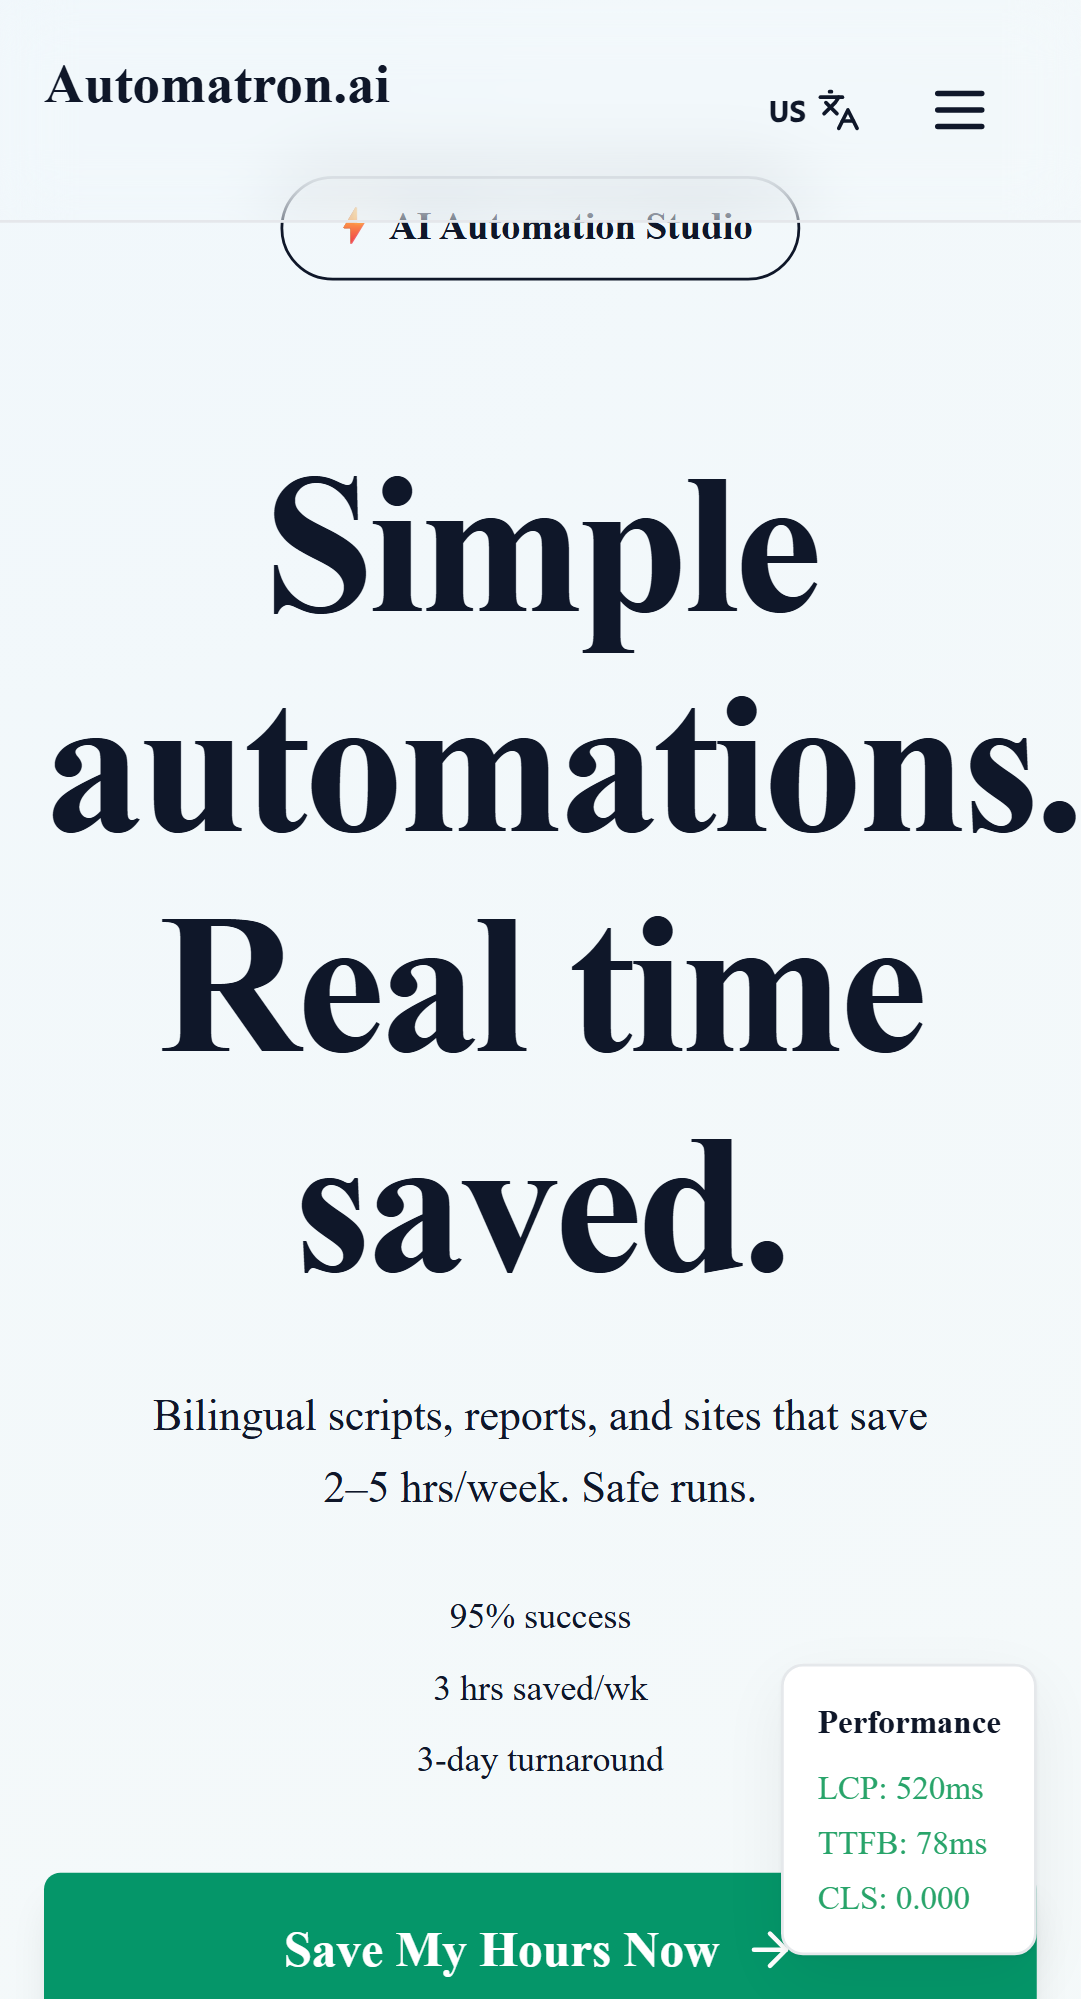 Automatron.ai
US
AI Automation Studio
Simple
automations.
Real time
saved.
Bilingual scripts, reports, and sites that save
2–5 hrs/week. Safe runs.
95% success
3 hrs saved/wk
3-day turnaround
Performance
LCP: 520ms
TTFB: 78ms
CLS: 0.000
Save My Hours Now